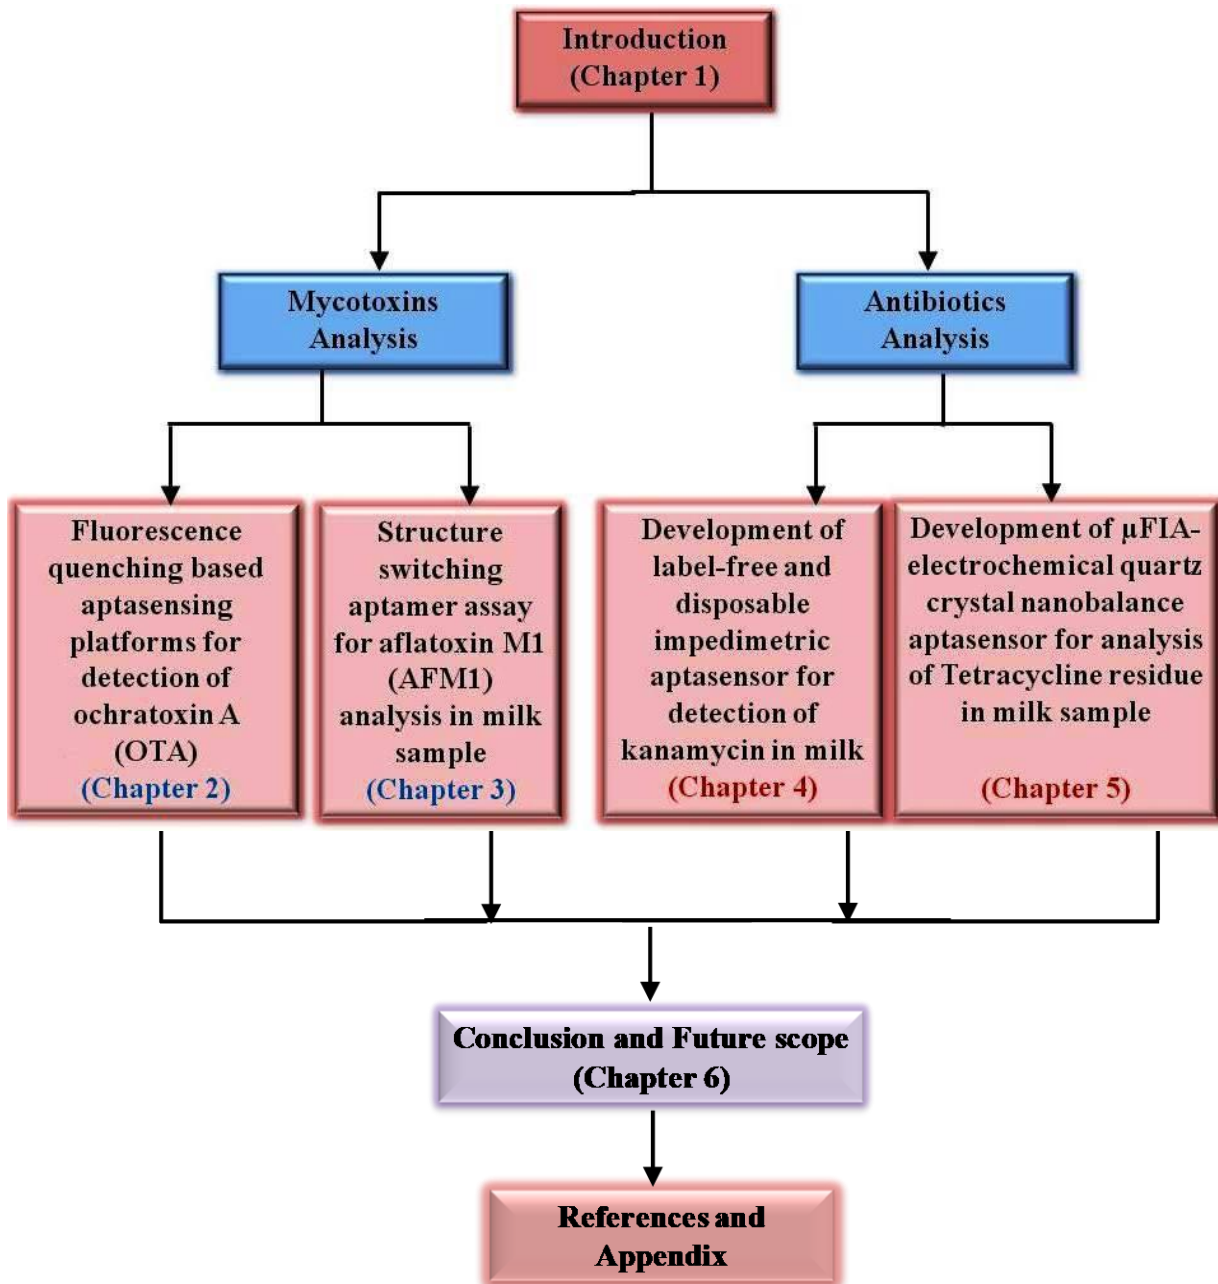 Introduction
(Chapter 1)
Mycotoxins
Analysis
Antibiotics
Analysis
Fluorescence
quenching based
aptasensing
platforms for
detection of
ochratoxin A
(OTA)
(Chapter 2)
Structure
switching
aptamer assay
for aflatoxin M1
(AFM1)
analysis in milk
sample
(Chapter 3)
Development of
label-free and
disposable
impedimetric
aptasensor for
detection of
kanamycin in milk
(Chapter 4)
Development of µFIA-
electrochemical quartz
crystal nanobalance
aptasensor for analysis
of Tetracycline residue
in milk sample
(Chapter 5)
Conclusion and Future scope
(Chapter 6)
References and
Appendix